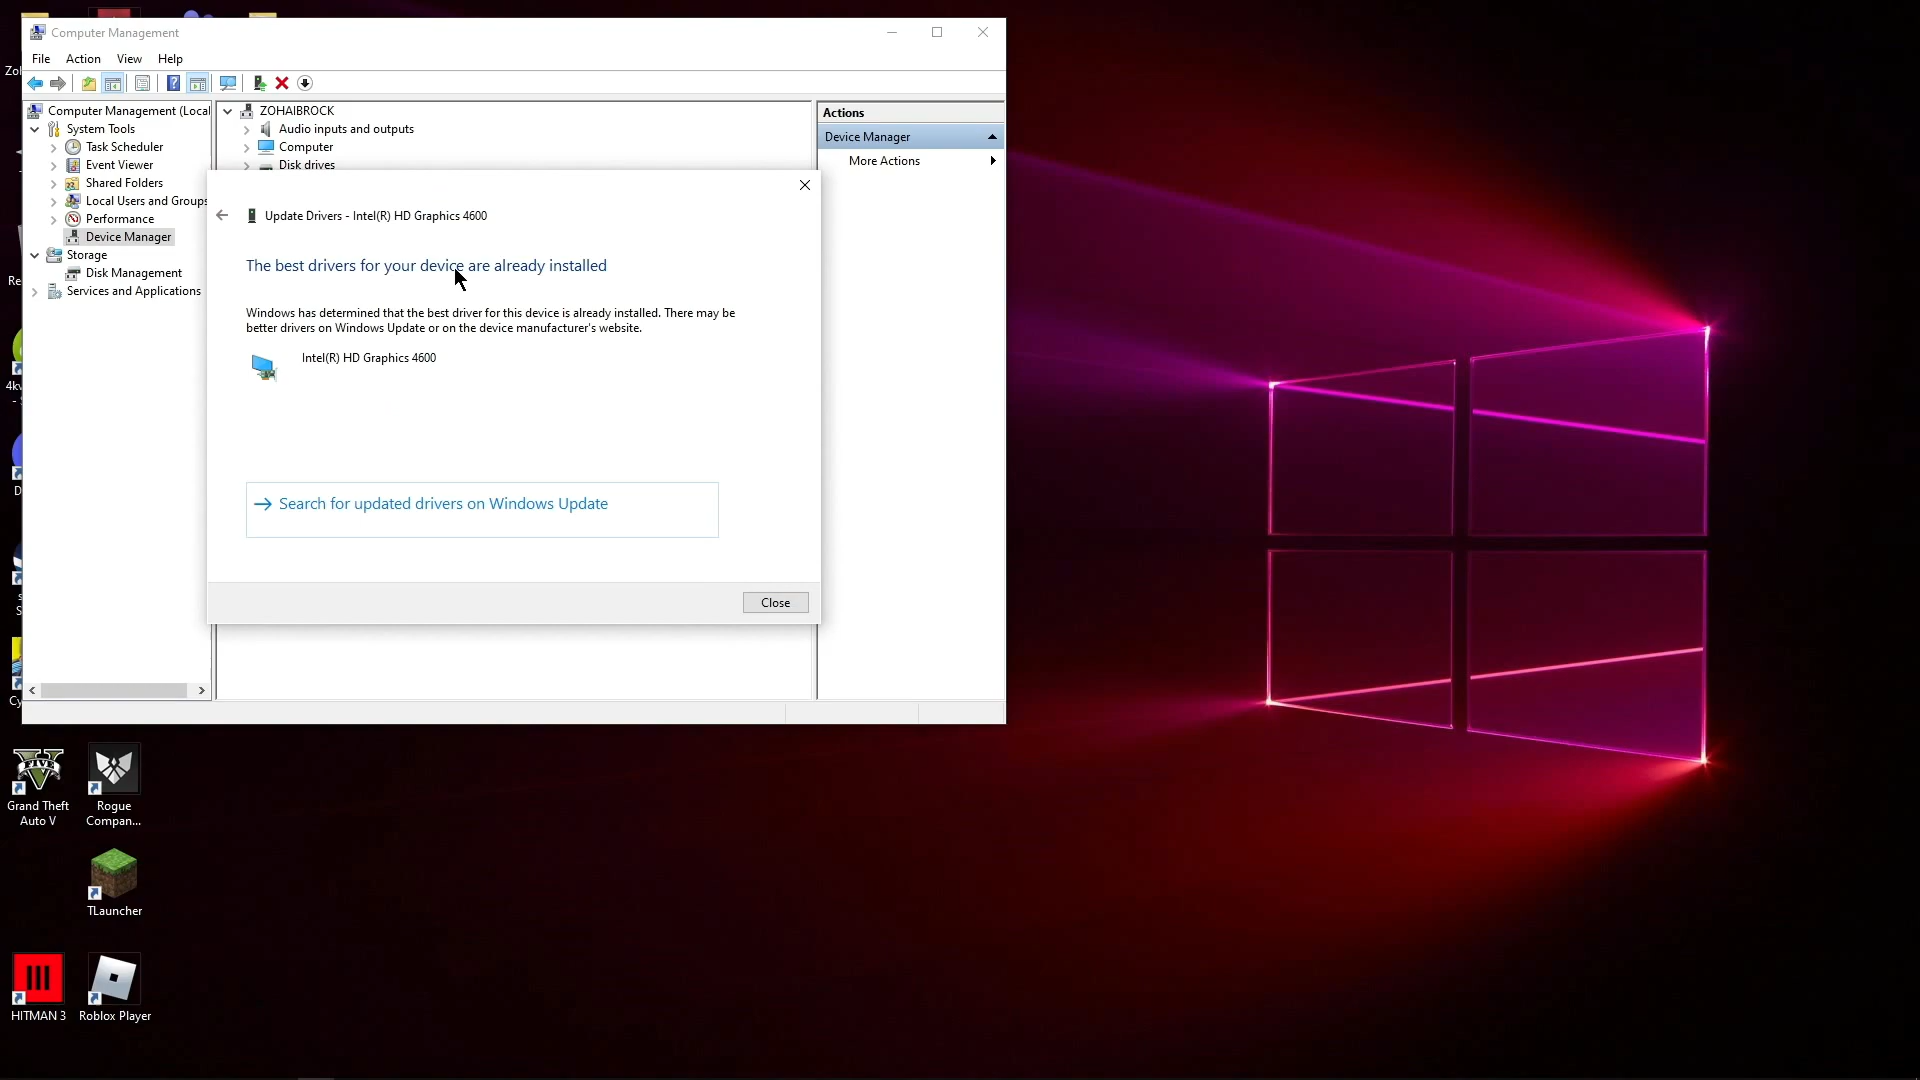 Computer Management
File Action View Help
Computer Management (Local
System Tools
Task Scheduler
Event Viewer
Shared Folders
Local Users and Groups
Performance
Device Manager
Storage
Disk Management
Services and Applications
ZOHAIBROCK
Audio inputs and outputs
Computer
Disk drives
Actions
Device Manager
More Actions
Update Drivers - Intel(R) HD Graphics 4600
The best drivers for your device are already installed
Windows has determined that the best driver for this device is already installed. There may be
better drivers on Windows Update or on the device manufacturer's website.
Intel(R) HD Graphics 4600
Search for updated drivers on Windows Update
Close
Zol
Re
4kv
- S
D
s
S
Cy
FIVE
Grand Theft
Auto V
Rogue
Compan...
TLauncher
HITMAN 3
Roblox Player